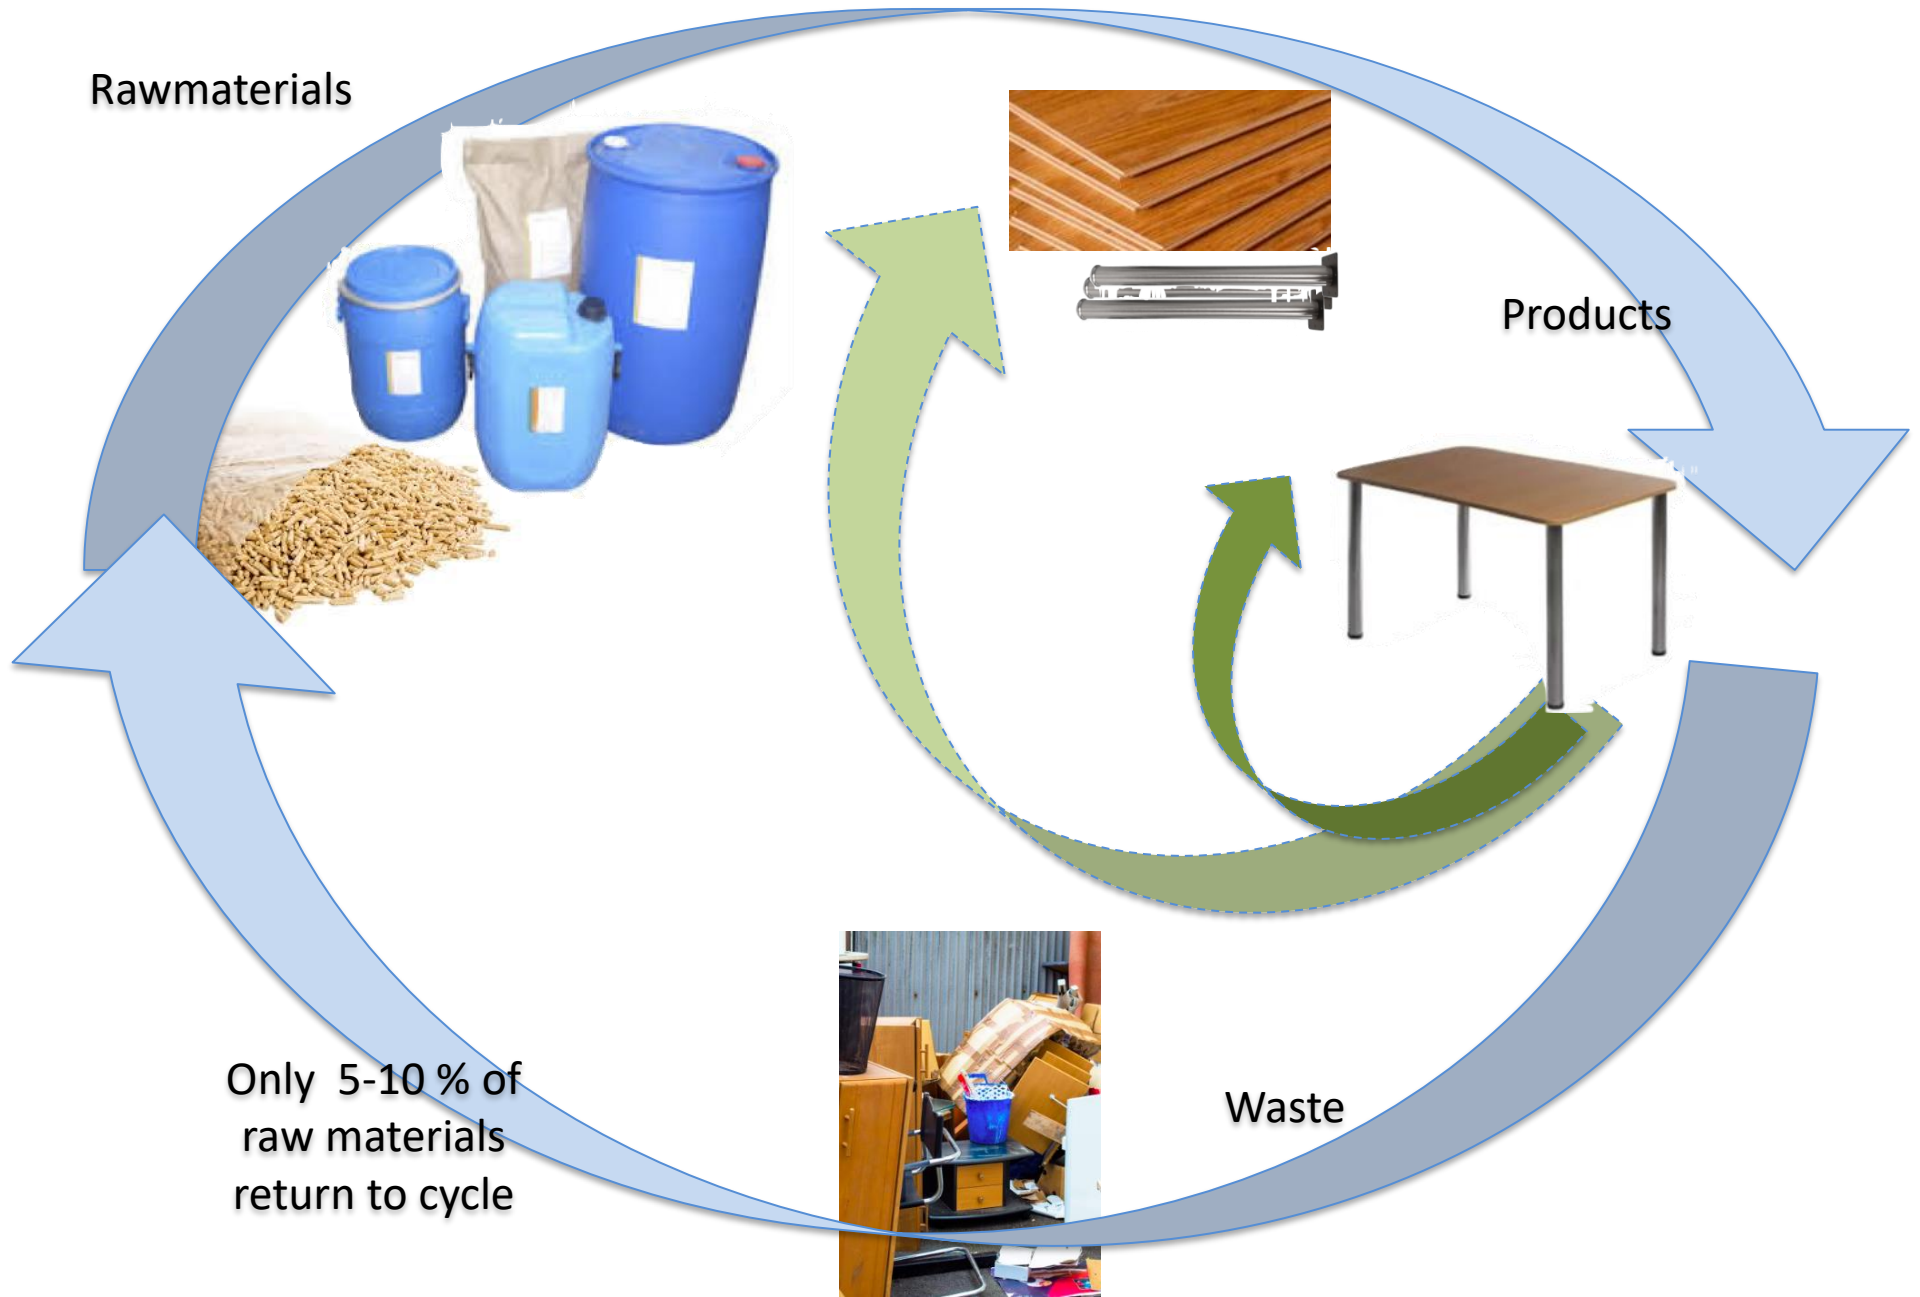 Rawmaterials
Products
Only  5-10 % of
raw materials
return to cycle
Waste